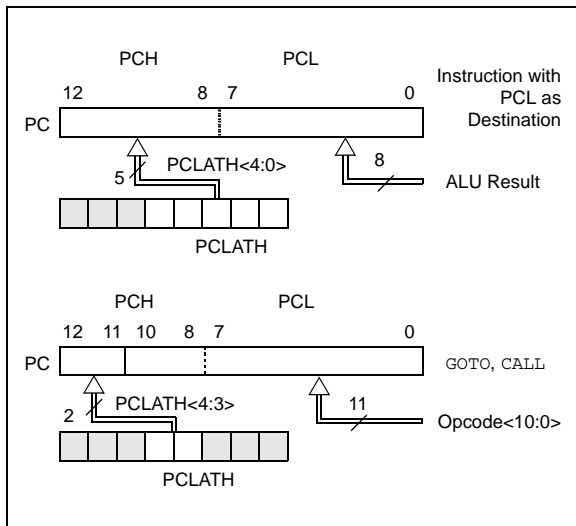 PCH PCL
12 8 7 0
Instruction with
PCL as
Destination
PC
5 PCLATH<4:0> 8
ALU Result
PCLATH
PCH PCL
12 11 10 8 7 0
PC GOTO, CALL
2 PCLATH<4:3> 11
Opcode<10:0>
PCLATH